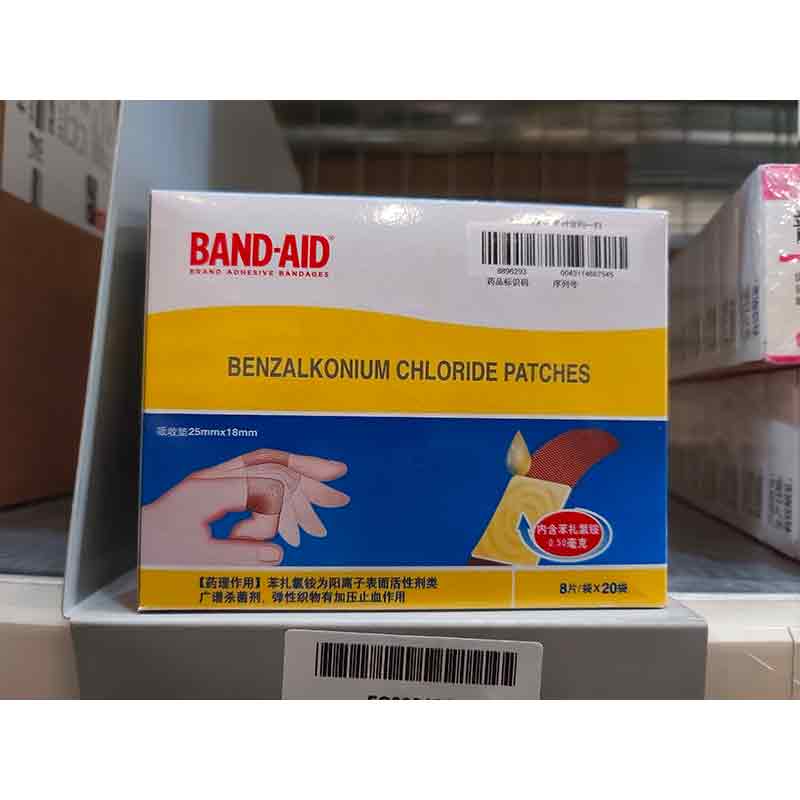 BAND-AID®
BRAND ADHESIVE BANDAGES
8896293
药品标识码
序列号
BENZALKONIUM CHLORIDE PATCHES
吸收垫25mmx18mm
内含苯扎氯铵
0.50毫克
【药理作用】苯扎氯铵为阳离子表面活性剂类
广谱杀菌剂，弹性织物有加压止血作用
8片/袋X20袋